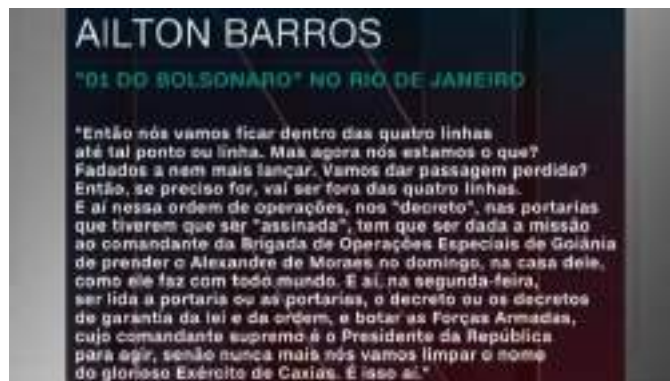 AILTON BARROS
"01 DO BOLSONARO" NO RIO DE JANEIRO
"Então nós vamos ficar dentro das quatro linhas
até tal ponto ou linha. Mas agora nós estamos o que?
Fadados a nem mais lançar. Vamos dar passagem perdida?
Então, se preciso for, vai ser fora das quatro linhas.
E aí nessa ordem de operações, nos "decreto", nas portarias
que tiverem que ser "assinada", tem que ser dada a missão
ao comandante da Brigada de Operações Especiais de Goiânia
de prender o Alexandre de Moraes no domingo, na casa dele,
como ele faz com todo mundo. E aí, na segunda-feira,
ser lida a portaria ou as portarias, o decreto ou os decretos
de garantia da lei e da ordem, e botar as Forças Armadas,
cujo comandante supremo é o Presidente da República
para agir, senão nunca mais nós vamos limpar o nome
do glorioso Exército de Caxias. É isso aí."